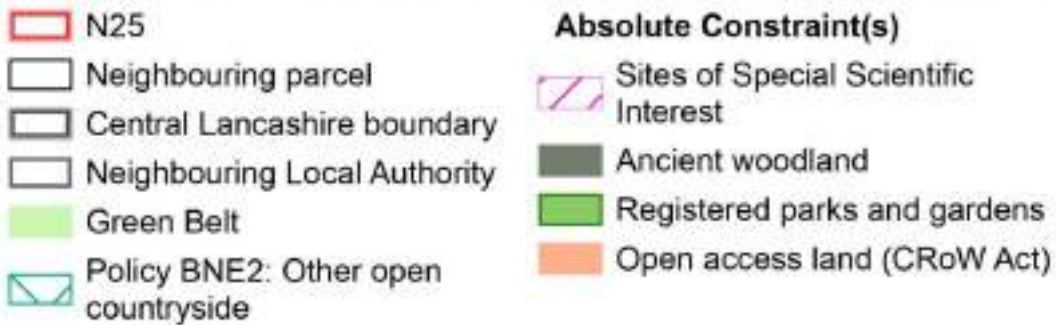 N25
Neighbouring parcel
Central Lancashire boundary
Neighbouring Local Authority
Green Belt
Policy BNE2: Other open
countryside
Absolute Constraint(s)
Sites of Special Scientific
Interest
Ancient woodland
Registered parks and gardens
Open access land (CRoW Act)